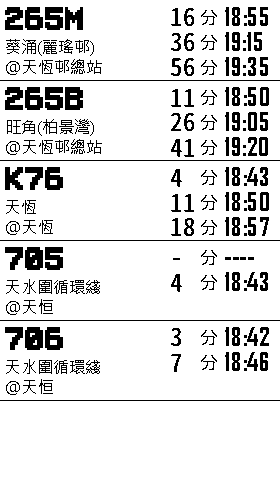 265M 16 分 18:55
葵涌(麗瑤邨) 36 分 19:15
@天恆邨總站 56 分 19:35
265B 11 分 18:50
旺角(柏景灣) 26 分 19:05
@天恆邨總站 41 分 19:20
K76 4 分 18:43
天恆 11 分 18:50
@天恆 18 分 18:57
705 - 分 ----
天水圍循環綫 4 分 18:43
@天恒
706 3 分 18:42
天水圍循環綫 7 分 18:46
@天恒